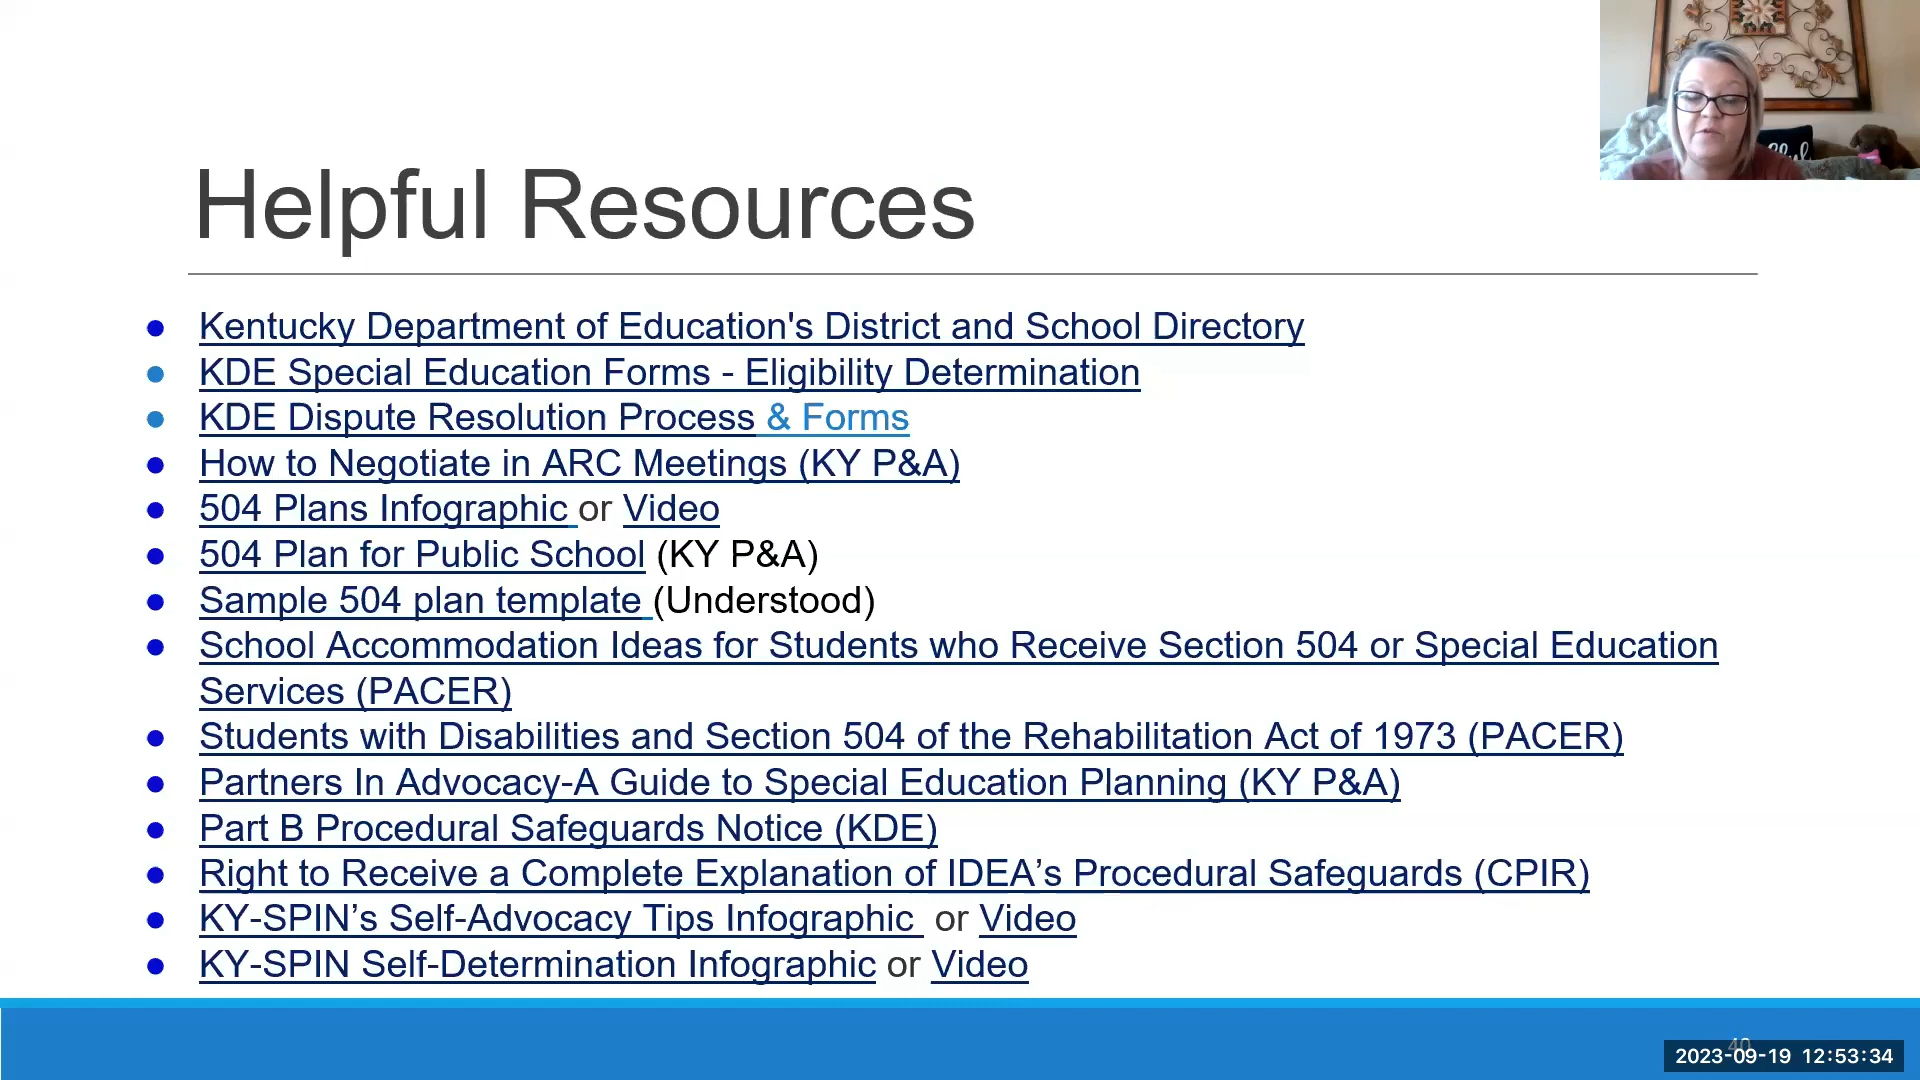 Helpful Resources
Kentucky Department of Education's District and School Directory
KDE Special Education Forms - Eligibility Determination
KDE Dispute Resolution Process & Forms
How to Negotiate in ARC Meetings (KY P&A)
504 Plans Infographic or Video
504 Plan for Public School (KY P&A)
Sample 504 plan template (Understood)
School Accommodation Ideas for Students who Receive Section 504 or Special Education
Services (PACER)
Students with Disabilities and Section 504 of the Rehabilitation Act of 1973 (PACER)
Partners In Advocacy-A Guide to Special Education Planning (KY P&A)
Part B Procedural Safeguards Notice (KDE)
Right to Receive a Complete Explanation of IDEA’s Procedural Safeguards (CPIR)
KY-SPIN’s Self-Advocacy Tips Infographic or Video
KY-SPIN Self-Determination Infographic or Video
40
2023-09-19 12:53:34